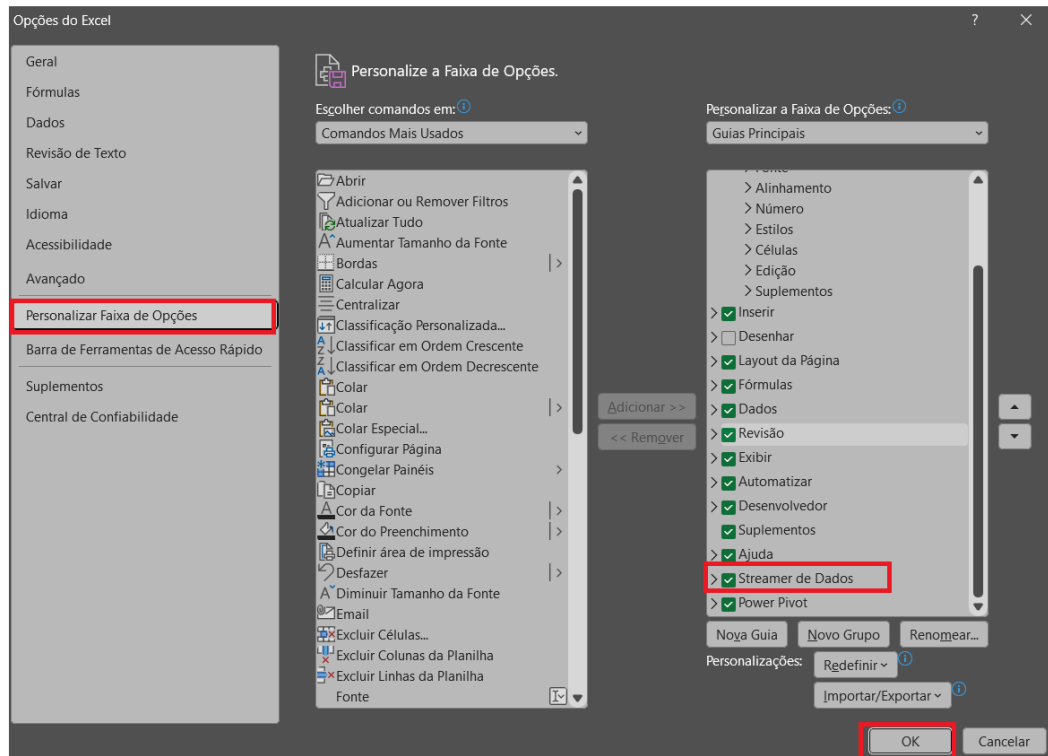 Opções do Excel
?
Geral
Fórmulas
Dados
Revisão de Texto
Salvar
Idioma
Acessibilidade
Avançado
Personalizar Faixa de Opções
Barra de Ferramentas de Acesso Rápido
Suplementos
Central de Confiabilidade
Personalize a Faixa de Opções.
Escolher comandos em:
Comandos Mais Usados
Abrir
Adicionar ou Remover Filtros
Atualizar Tudo
Aumentar Tamanho da Fonte
Bordas
Calcular Agora
Centralizar
Classificação Personalizada...
Classificar em Ordem Crescente
Classificar em Ordem Decrescente
Colar
Colar
Colar Especial...
Configurar Página
Congelar Painéis
Copiar
Cor da Fonte
Cor do Preenchimento
Definir área de impressão
Desfazer
Diminuir Tamanho da Fonte
Email
Excluir Células...
Excluir Colunas da Planilha
Excluir Linhas da Planilha
Fonte
Adicionar >>
<< Remover
Personalizar a Faixa de Opções:
Guias Principais
Alinhamento
Número
Estilos
Células
Edição
Suplementos
Inserir
Desenhar
Layout da Página
Fórmulas
Dados
Revisão
Exibir
Automatizar
Desenvolvedor
Suplementos
Ajuda
Streamer de Dados
Power Pivot
Nova Guia
Novo Grupo
Renomear...
Personalizações:
Redefinir
Importar/Exportar
OK
Cancelar